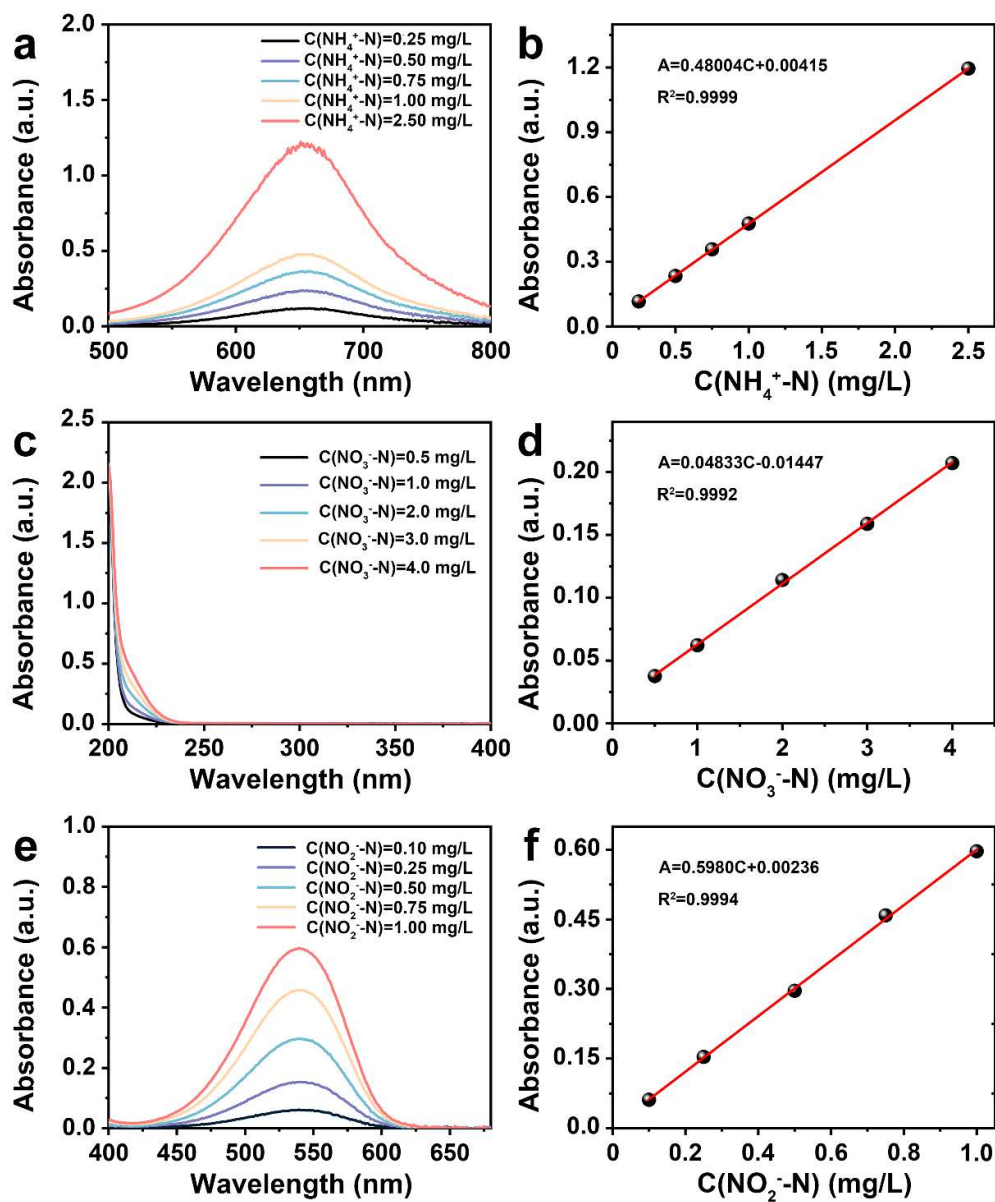 a
2.0
1.5
1.0
0.5
0.0
Absorbance (a.u.)
C(NH₄⁺-N)=0.25 mg/L
C(NH₄⁺-N)=0.50 mg/L
C(NH₄⁺-N)=0.75 mg/L
C(NH₄⁺-N)=1.00 mg/L
C(NH₄⁺-N)=2.50 mg/L
500 600 700 800
Wavelength (nm)
b
1.2
0.9
0.6
0.3
0.0
Absorbance (a.u.)
A=0.48004C+0.00415
R²=0.9999
0 0.5 1.0 1.5 2.0 2.5
C(NH₄⁺-N) (mg/L)
c
2.5
2.0
1.5
1.0
0.5
0.0
Absorbance (a.u.)
C(NO₃⁻-N)=0.5 mg/L
C(NO₃⁻-N)=1.0 mg/L
C(NO₃⁻-N)=2.0 mg/L
C(NO₃⁻-N)=3.0 mg/L
C(NO₃⁻-N)=4.0 mg/L
200 250 300 350 400
Wavelength (nm)
d
0.20
0.15
0.10
0.05
0.00
Absorbance (a.u.)
A=0.04833C-0.01447
R²=0.9992
0 1 2 3 4
C(NO₃⁻-N) (mg/L)
e
1.0
0.8
0.6
0.4
0.2
0.0
Absorbance (a.u.)
C(NO₂⁻-N)=0.10 mg/L
C(NO₂⁻-N)=0.25 mg/L
C(NO₂⁻-N)=0.50 mg/L
C(NO₂⁻-N)=0.75 mg/L
C(NO₂⁻-N)=1.00 mg/L
400 450 500 550 600 650
Wavelength (nm)
f
0.60
0.45
0.30
0.15
0.00
Absorbance (a.u.)
A=0.5980C+0.00236
R²=0.9994
0.0 0.2 0.4 0.6 0.8 1.0
C(NO₂⁻-N) (mg/L)